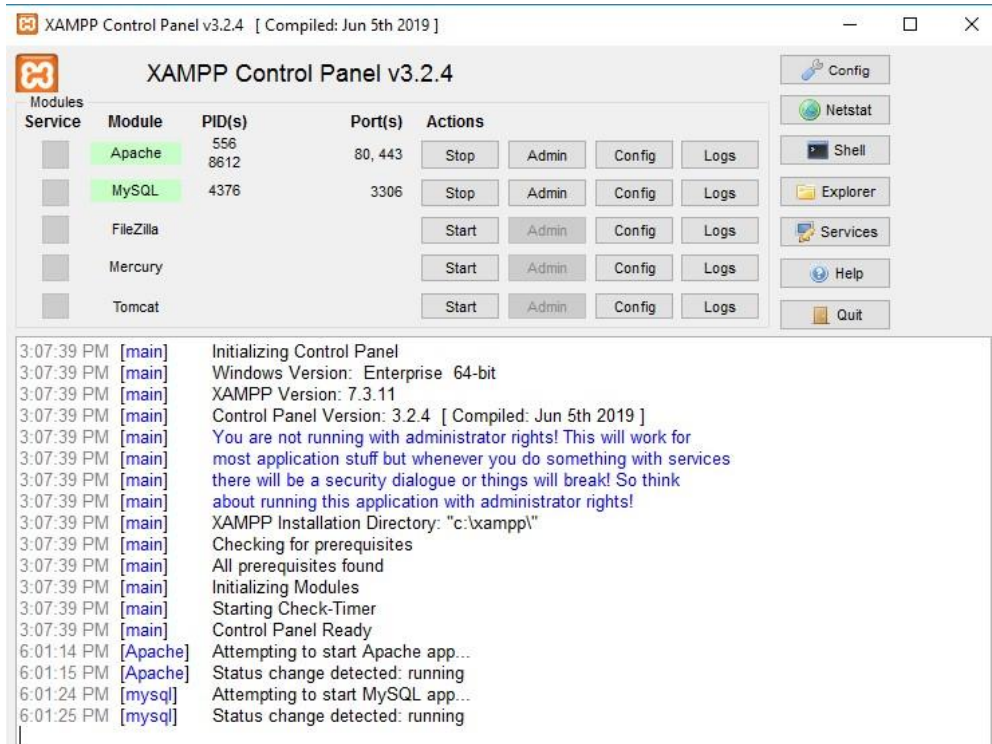 XAMPP Control Panel v3.2.4 [ Compiled: Jun 5th 2019 ]
XAMPP Control Panel v3.2.4
Config
Modules
Service Module PID(s) Port(s) Actions
Netstat
Apache 556 8612 80, 443 Stop Admin Config Logs
Shell
MySQL 4376 3306 Stop Admin Config Logs
Explorer
FileZilla Start Admin Config Logs
Services
Mercury Start Admin Config Logs
Help
Tomcat Start Admin Config Logs
Quit
3:07:39 PM [main] Initializing Control Panel
3:07:39 PM [main] Windows Version: Enterprise 64-bit
3:07:39 PM [main] XAMPP Version: 7.3.11
3:07:39 PM [main] Control Panel Version: 3.2.4 [ Compiled: Jun 5th 2019 ]
3:07:39 PM [main] You are not running with administrator rights! This will work for
3:07:39 PM [main] most application stuff but whenever you do something with services
3:07:39 PM [main] there will be a security dialogue or things will break! So think
3:07:39 PM [main] about running this application with administrator rights!
3:07:39 PM [main] XAMPP Installation Directory: "c:\xampp\"
3:07:39 PM [main] Checking for prerequisites
3:07:39 PM [main] All prerequisites found
3:07:39 PM [main] Initializing Modules
3:07:39 PM [main] Starting Check-Timer
3:07:39 PM [main] Control Panel Ready
6:01:14 PM [Apache] Attempting to start Apache app...
6:01:15 PM [Apache] Status change detected: running
6:01:24 PM [mysql] Attempting to start MySQL app...
6:01:25 PM [mysql] Status change detected: running